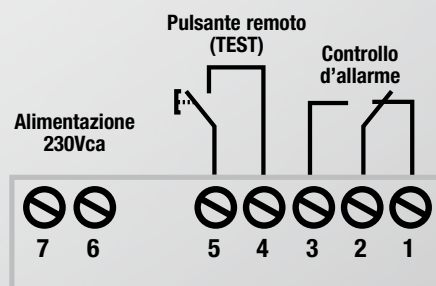 Pulsante remoto
(TEST)
Controllo
d'allarme
Alimentazione
230Vca
7 6 5 4 3 2 1